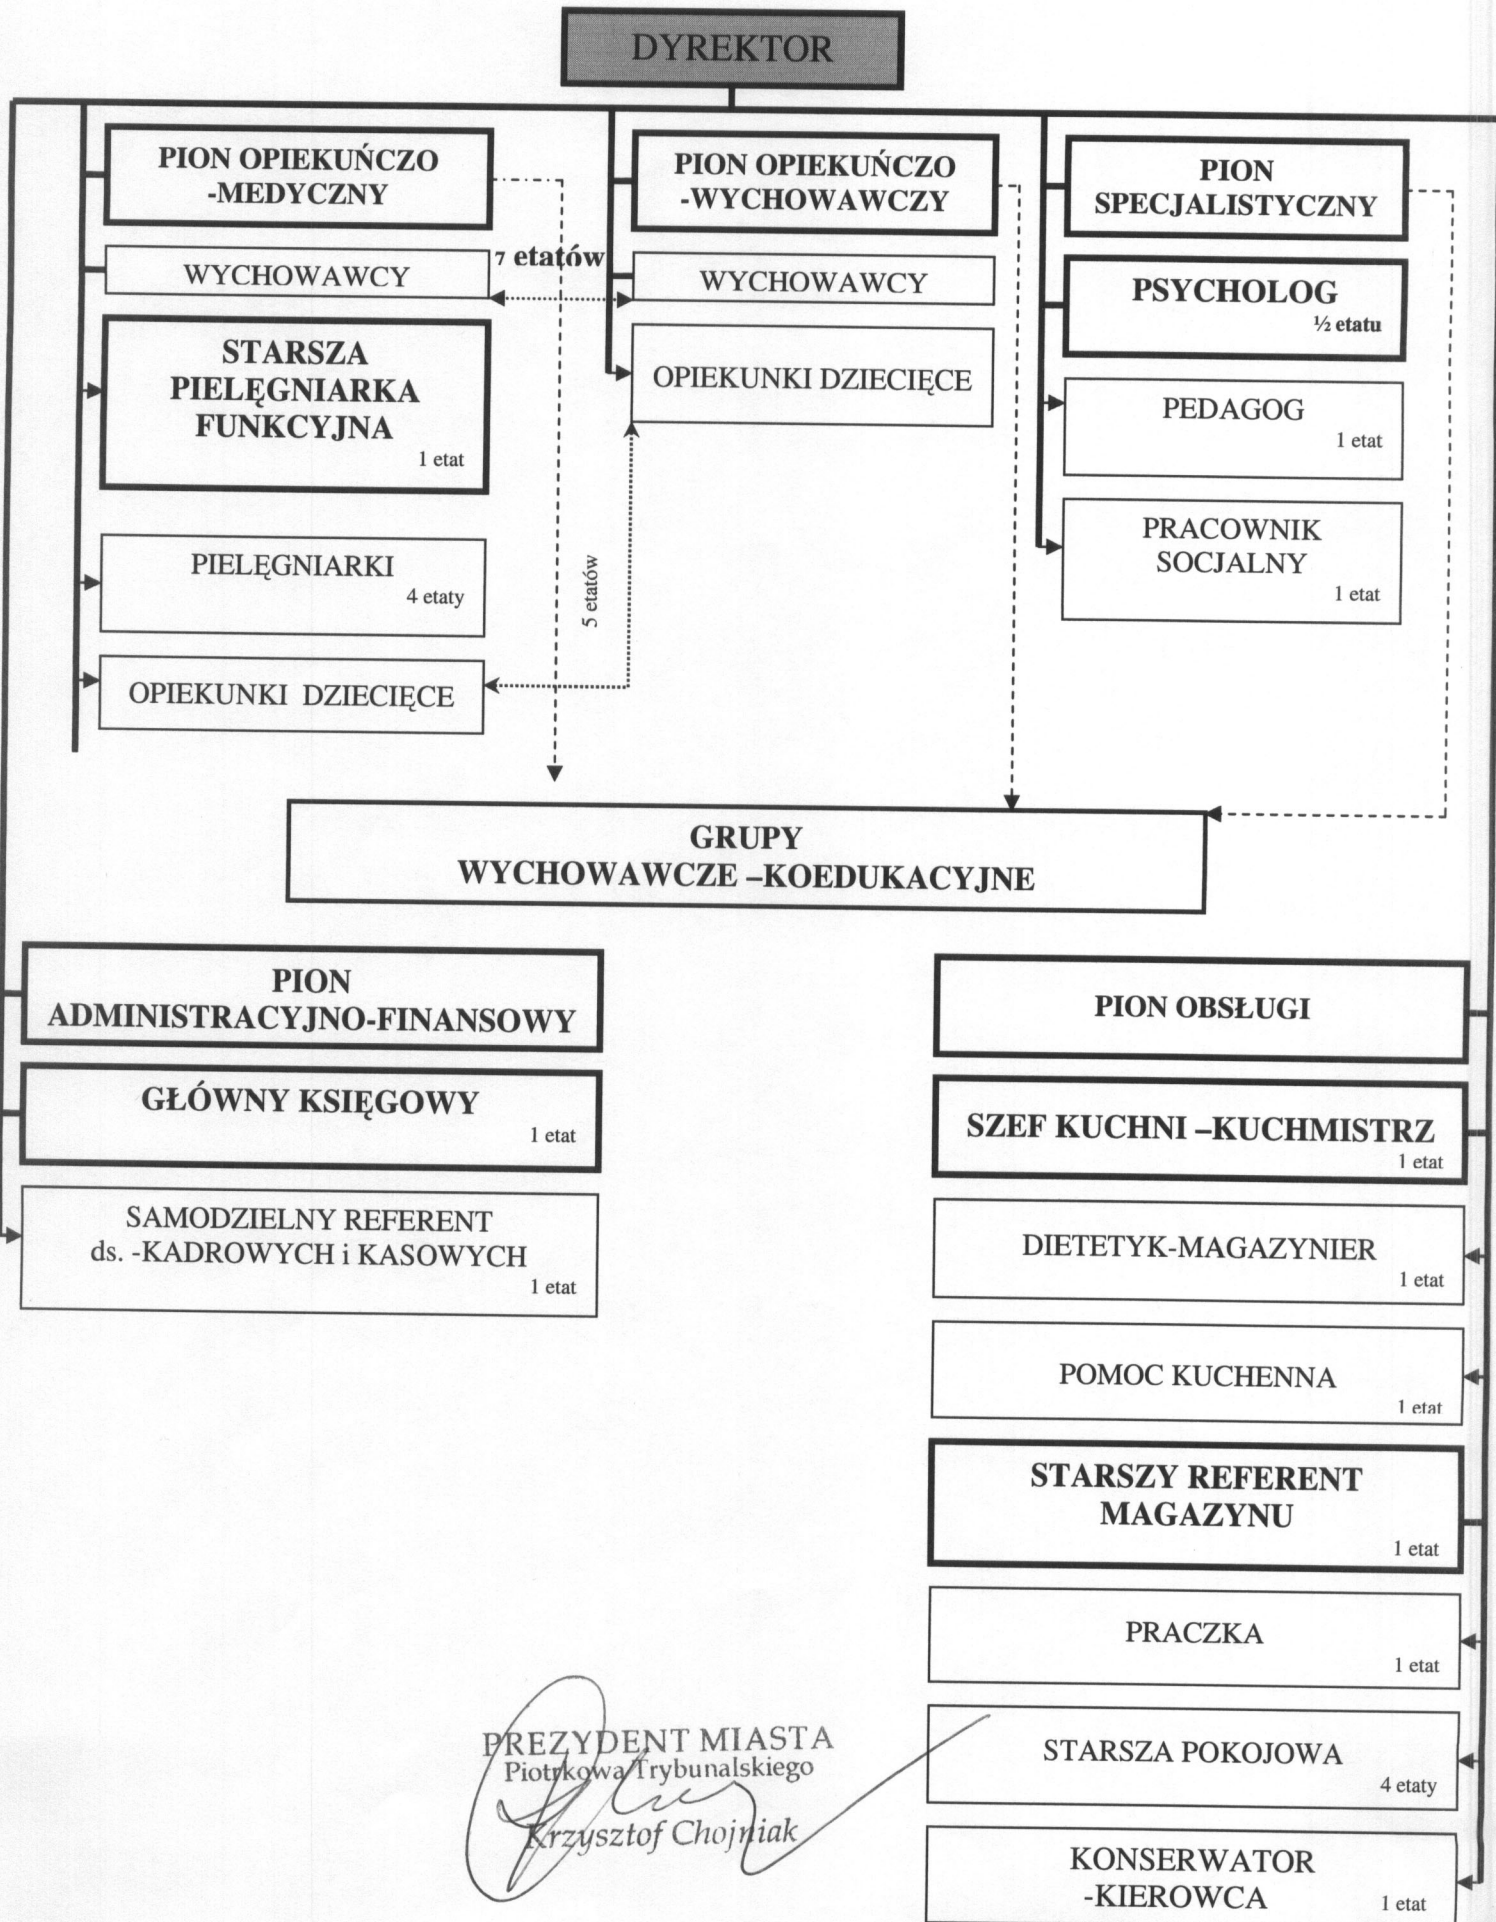 DYREKTOR
PION OPIEKUŃCZO
-MEDYCZNY
WYCHOWAWCY
7 etatów
STARSZA
PIELĘGNIARKA
FUNKCYJNA
1 etat
PIELĘGNIARKI
4 etaty
OPIEKUNKI DZIECIĘCE
5 etatów
PION OPIEKUŃCZO
-WYCHOWAWCZY
WYCHOWAWCY
OPIEKUNKI DZIECIĘCE
PION
SPECJALISTYCZNY
PSYCHOLOG
½ etatu
PEDAGOG
1 etat
PRACOWNIK
SOCJALNY
1 etat
GRUPY
WYCHOWAWCZE –KOEDUKACYJNE
PION
ADMINISTRACYJNO-FINANSOWY
GŁÓWNY KSIĘGOWY
1 etat
SAMODZIELNY REFERENT
ds. -KADROWYCH i KASOWYCH
1 etat
PION OBSŁUGI
SZEF KUCHNI –KUCHMISTRZ
1 etat
DIETETYK-MAGAZYNIER
1 etat
POMOC KUCHENNA
1 etat
STARSZY REFERENT
MAGAZYNU
1 etat
PRACZKA
1 etat
STARSZA POKOJOWA
4 etaty
KONSERWATOR
-KIEROWCA
1 etat
PREZYDENT MIASTA
Piotrkowa Trybunalskiego
Krzysztof Chojniak